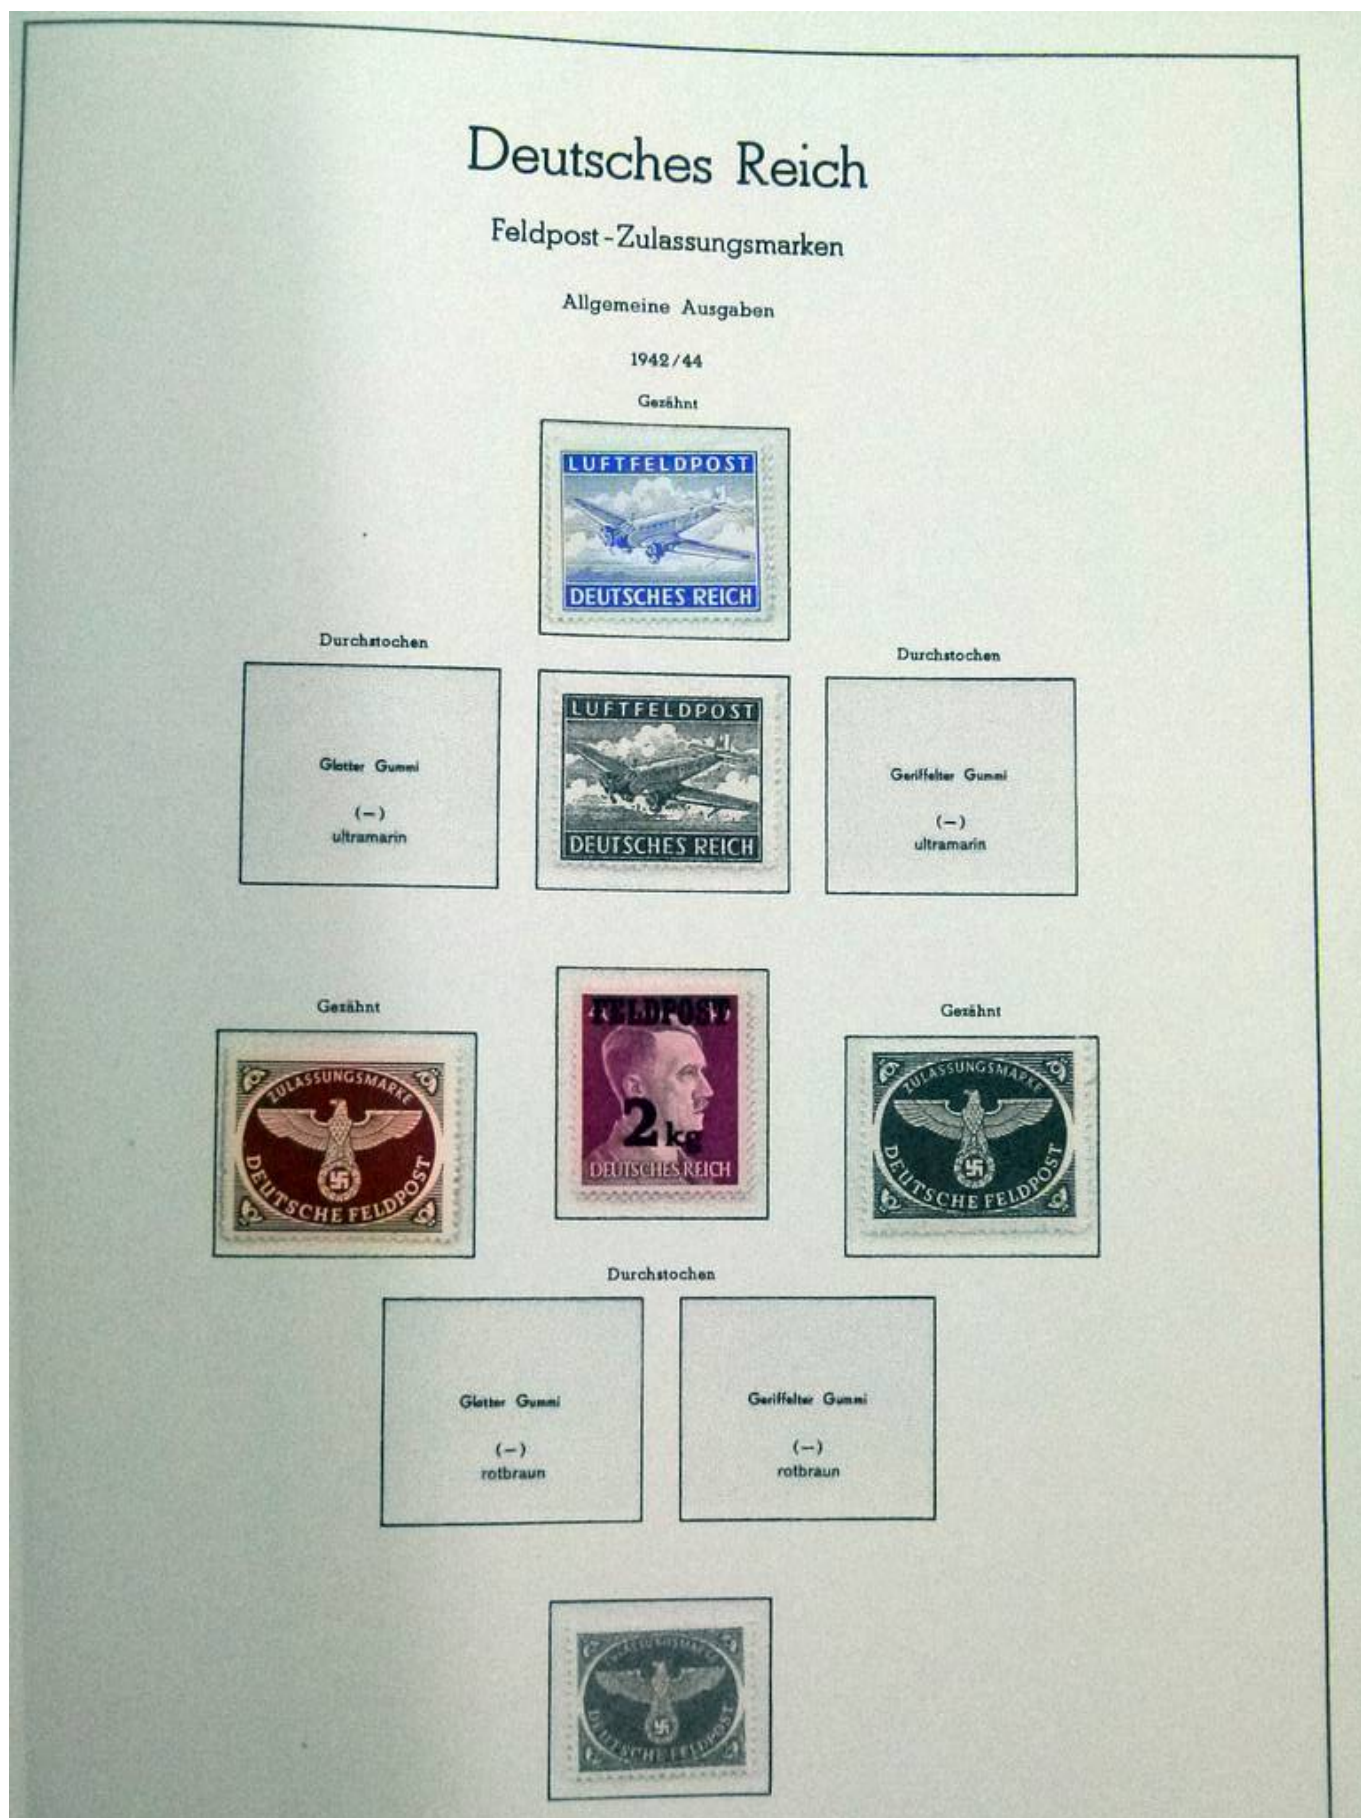 Deutsches Reich
Feldpost-Zulassungsmarken
Allgemeine Ausgaben
1942/44
Gezähnt
LUFTFELDPOST
DEUTSCHES REICH
Durchstochen
Durchstochen
Glatter Gummi
(—)
ultramarin
LUFTFELDPOST
DEUTSCHES REICH
Geriffelter Gummi
(—)
ultramarin
Gezähnt
Gezähnt
ZULASSUNGSMARKE
DEUTSCHE FELDPOST
FELDPOST
2 kg
DEUTSCHES REICH
ZULASSUNGSMARKE
DEUTSCHE FELDPOST
Durchstochen
Glatter Gummi
(—)
rotbraun
Geriffelter Gummi
(—)
rotbraun
ZULASSUNGSMARKE
DEUTSCHE FELDPOST